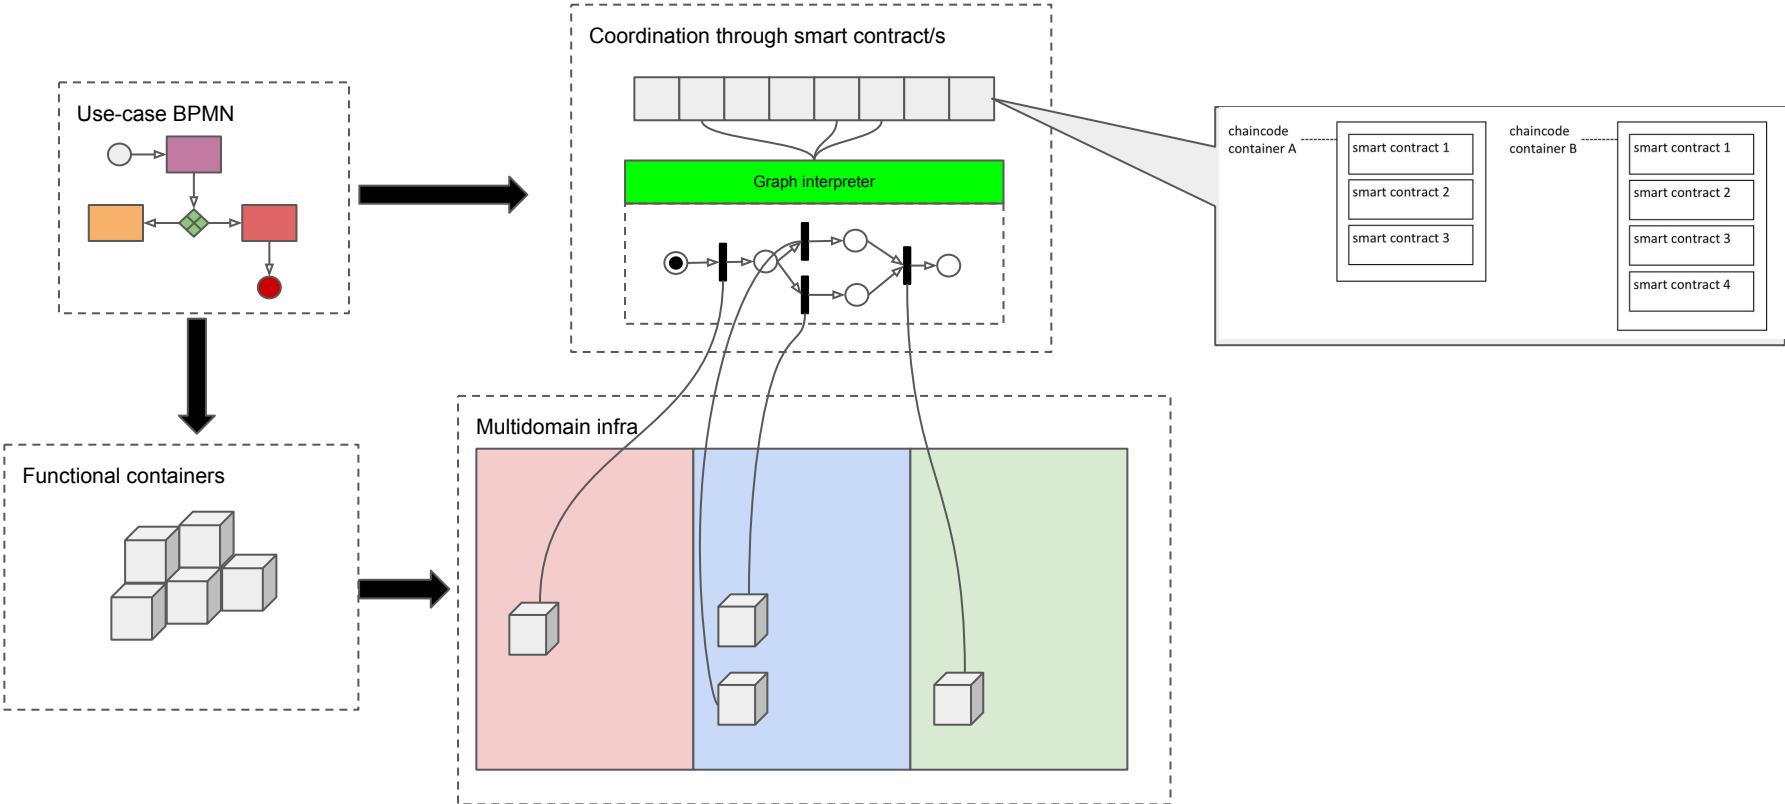 Coordination through smart contract/s
Use-case BPMN
Graph interpreter
chaincode
container A
smart contract 1
smart contract 2
smart contract 3
chaincode
container B
smart contract 1
smart contract 2
smart contract 3
smart contract 4
Multidomain infra
Functional containers